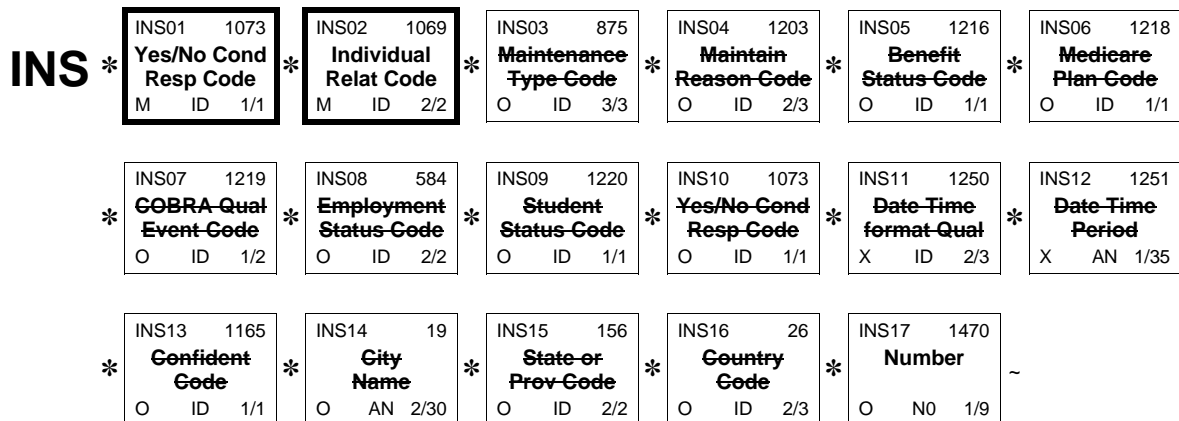 INS * INS01 1073 * INS02 1069 * INS03 875 * INS04 1203 * INS05 1216 * INS06 1218
Yes/No Cond Individual Maintenance Maintain Benefit Medicare
Resp Code Relat Code Type Code Reason Code Status Code Plan Code
M ID 1/1 M ID 2/2 O ID 3/3 O ID 2/3 O ID 1/1 O ID 1/1
* INS07 1219 * INS08 584 * INS09 1220 * INS10 1073 * INS11 1250 * INS12 1251
COBRA Qual Employment Student Yes/No Cond Date Time Date Time
Event Code Status Code Status Code Resp Code format Qual Period
O ID 1/2 O ID 2/2 O ID 1/1 O ID 1/1 X ID 2/3 X AN 1/35
* INS13 1165 * INS14 19 * INS15 156 * INS16 26 * INS17 1470 ~
Confident City State or Country Number
Code Name Prov Code Code
O ID 1/1 O AN 2/30 O ID 2/2 O ID 2/3 O N0 1/9